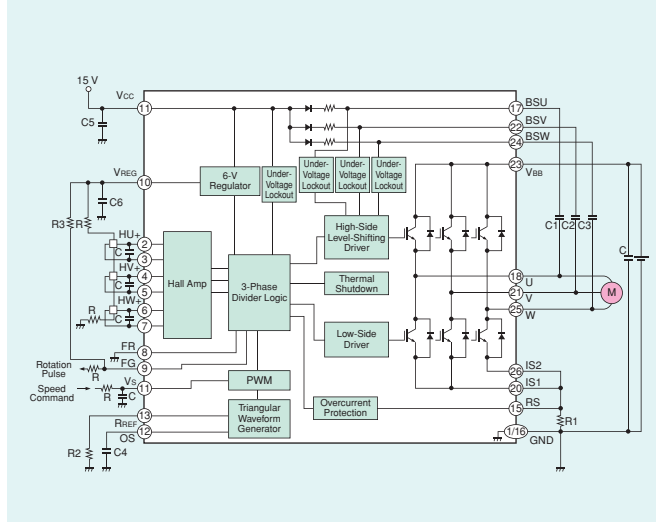 15 V
VCC
11
C5
17
BSU
22
BSV
24
BSW
23
VBB
VREG
10
C6
6-V
Regulator
Under-
Voltage
Lockout
Under-
Voltage
Lockout
Under-
Voltage
Lockout
Under-
Voltage
Lockout
R3
R
HU+
2
C
3
HV+
4
C
5
HW+
6
R
C
7
Hall Amp
3-Phase
Divider Logic
High-Side
Level-Shifting
Driver
Thermal
Shutdown
Low-Side
Driver
C1
C2
C3
C
18
U
21
V
25
W
M
FR
8
FG
9
Rotation
Pulse
R
Speed
Command
R
VS
11
C
PWM
26
IS2
20
IS1
15
RS
R1
Overcurrent
Protection
Triangular
Waveform
Generator
13
RREF
12
OS
R2
C4
1/16
GND